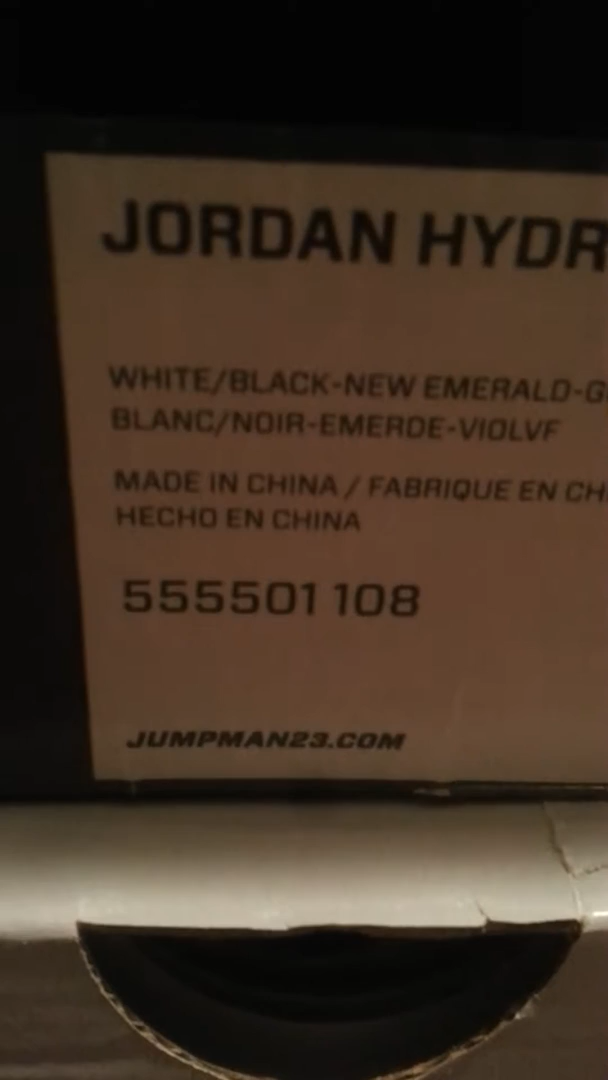 JORDAN HYDR
WHITE/BLACK-NEW EMERALD-G
BLANC/NOIR-EMERDE-VIOLVF
MADE IN CHINA / FABRIQUE EN CH
HECHO EN CHINA
555501 108
JUMPMAN23.COM